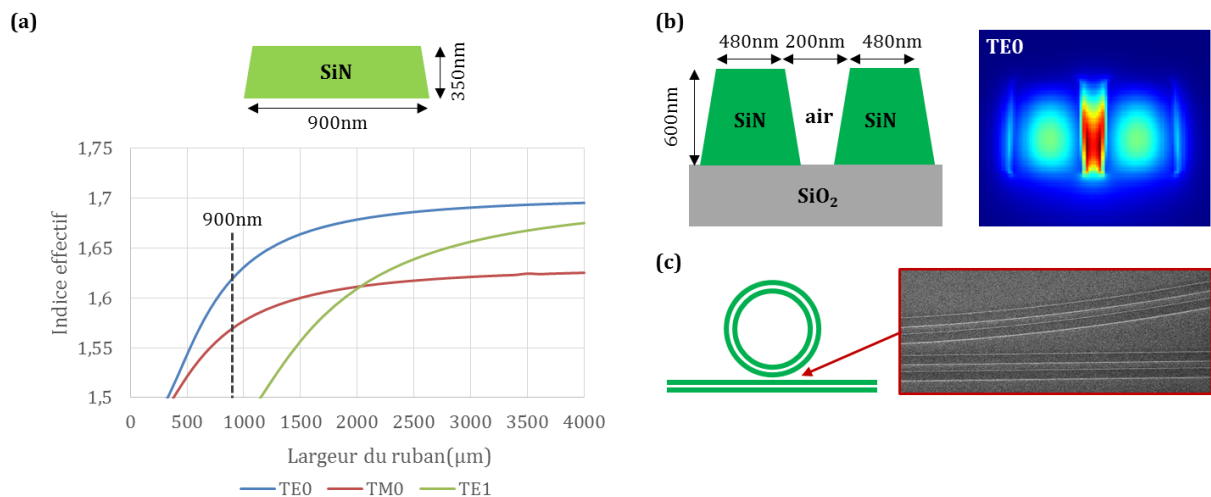 (a)
SiN
350nm
900nm
1,75
1,7
1,65
1,6
1,55
1,5
Indice effectif
900nm
0 500 1000 1500 2000 2500 3000 3500 4000
Largeur du ruban(μm)
TE0 TM0 TE1
(b)
480nm 200nm 480nm
600nm
SiN air SiN
SiO₂
TE0
(c)